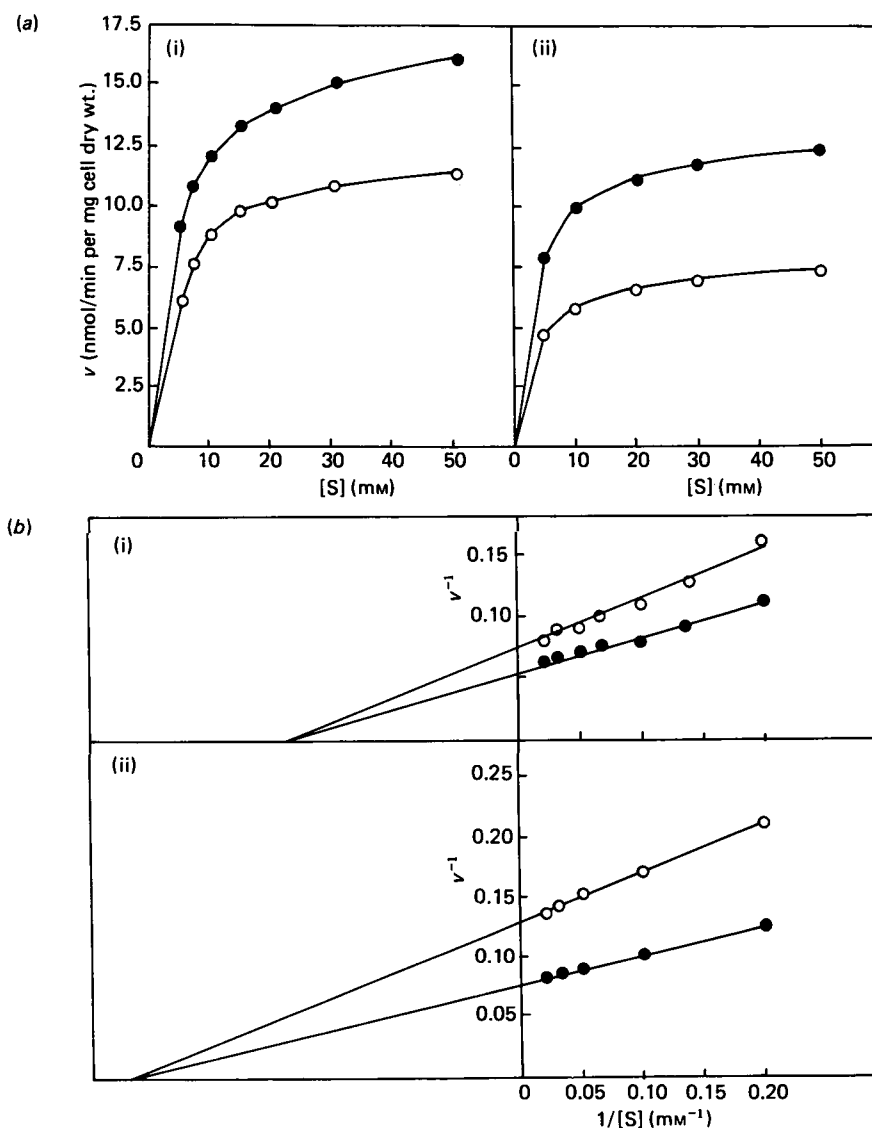 (a)
(i)
(ii)
v (nmol/min per mg cell dry wt.)
17.5
15.0
12.5
10.0
7.5
5.0
2.5
0 10 20 30 40 50
[S] (mM)
0 10 20 30 40 50
[S] (mM)
(b)
(i)
v⁻¹
0.15
0.10
(ii)
v⁻¹
0.25
0.20
0.15
0.10
0.05
0 0.05 0.10 0.15 0.20
1/[S] (mM⁻¹)